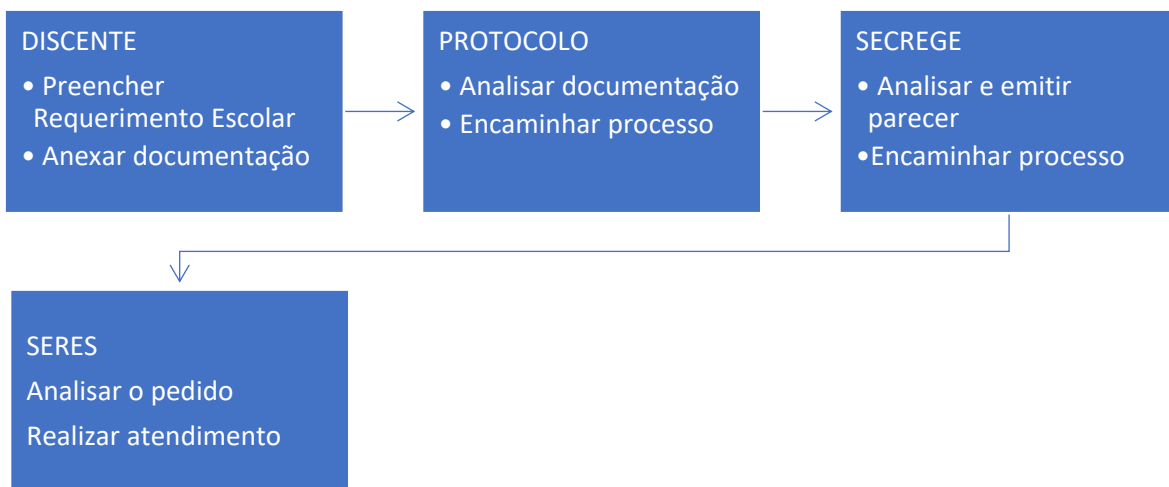 DISCENTE
• Preencher
Requerimento Escolar
• Anexar documentação
PROTOCOLO
• Analisar documentação
• Encaminhar processo
SECREGE
• Analisar e emitir
parecer
•Encaminhar processo
SERES
Analisar o pedido
Realizar atendimento